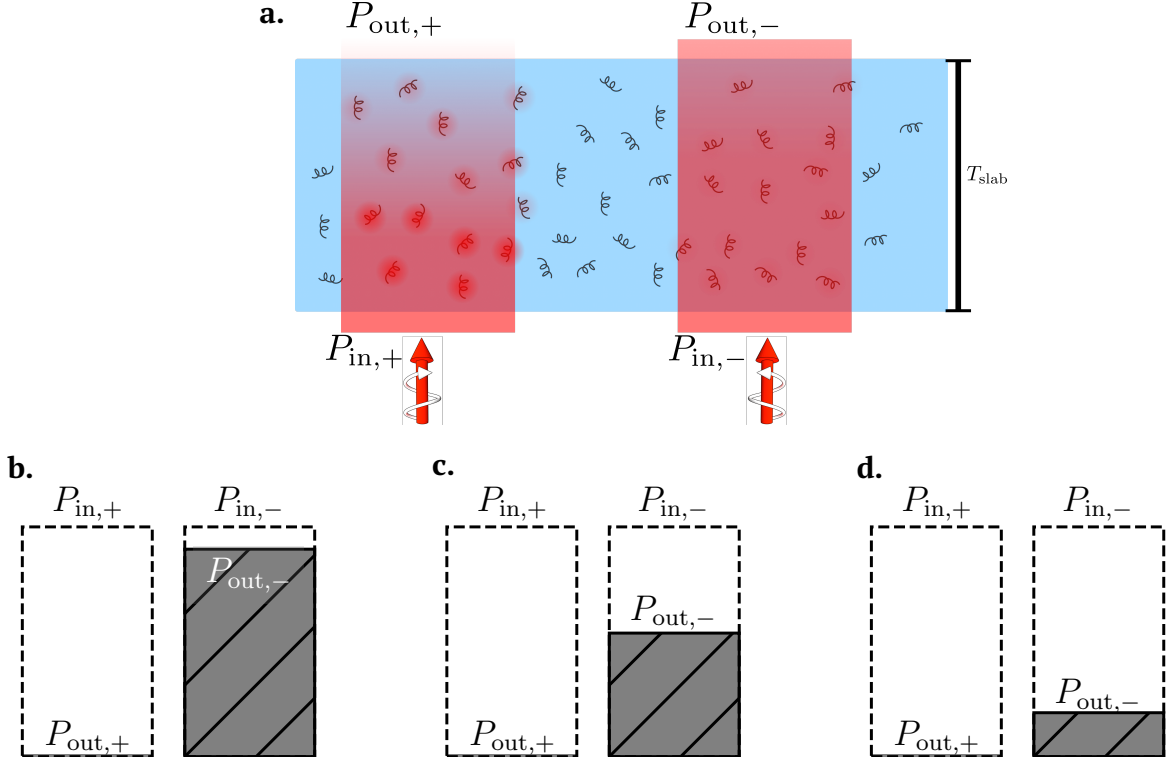 a.
P_out,+ P_out,−
T_slab
P_in,+ P_in,−
b. c. d.
P_in,+ P_in,− P_in,+ P_in,− P_in,+ P_in,−
P_out,−
P_out,−
P_out,−
P_out,+ P_out,+ P_out,+